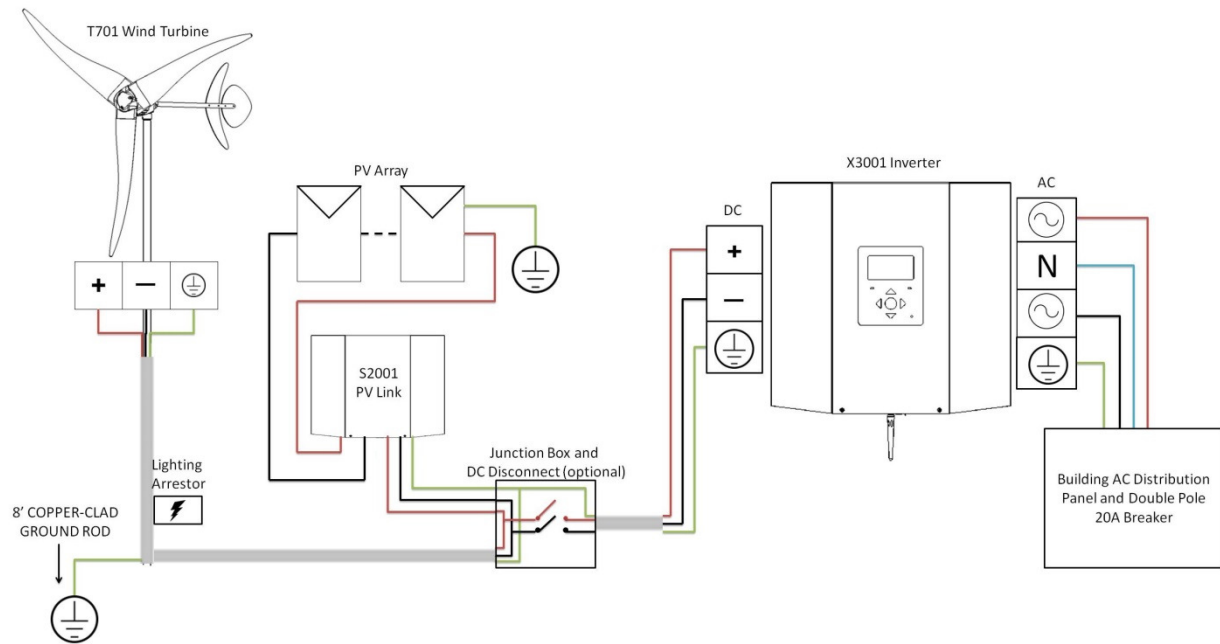 T701 Wind Turbine
PV Array
X3001 Inverter
DC
AC
+
−
N
+
−
S2001
PV Link
Junction Box and
DC Disconnect (optional)
Lighting
Arrestor
8’ COPPER-CLAD
GROUND ROD
Building AC Distribution
Panel and Double Pole
20A Breaker